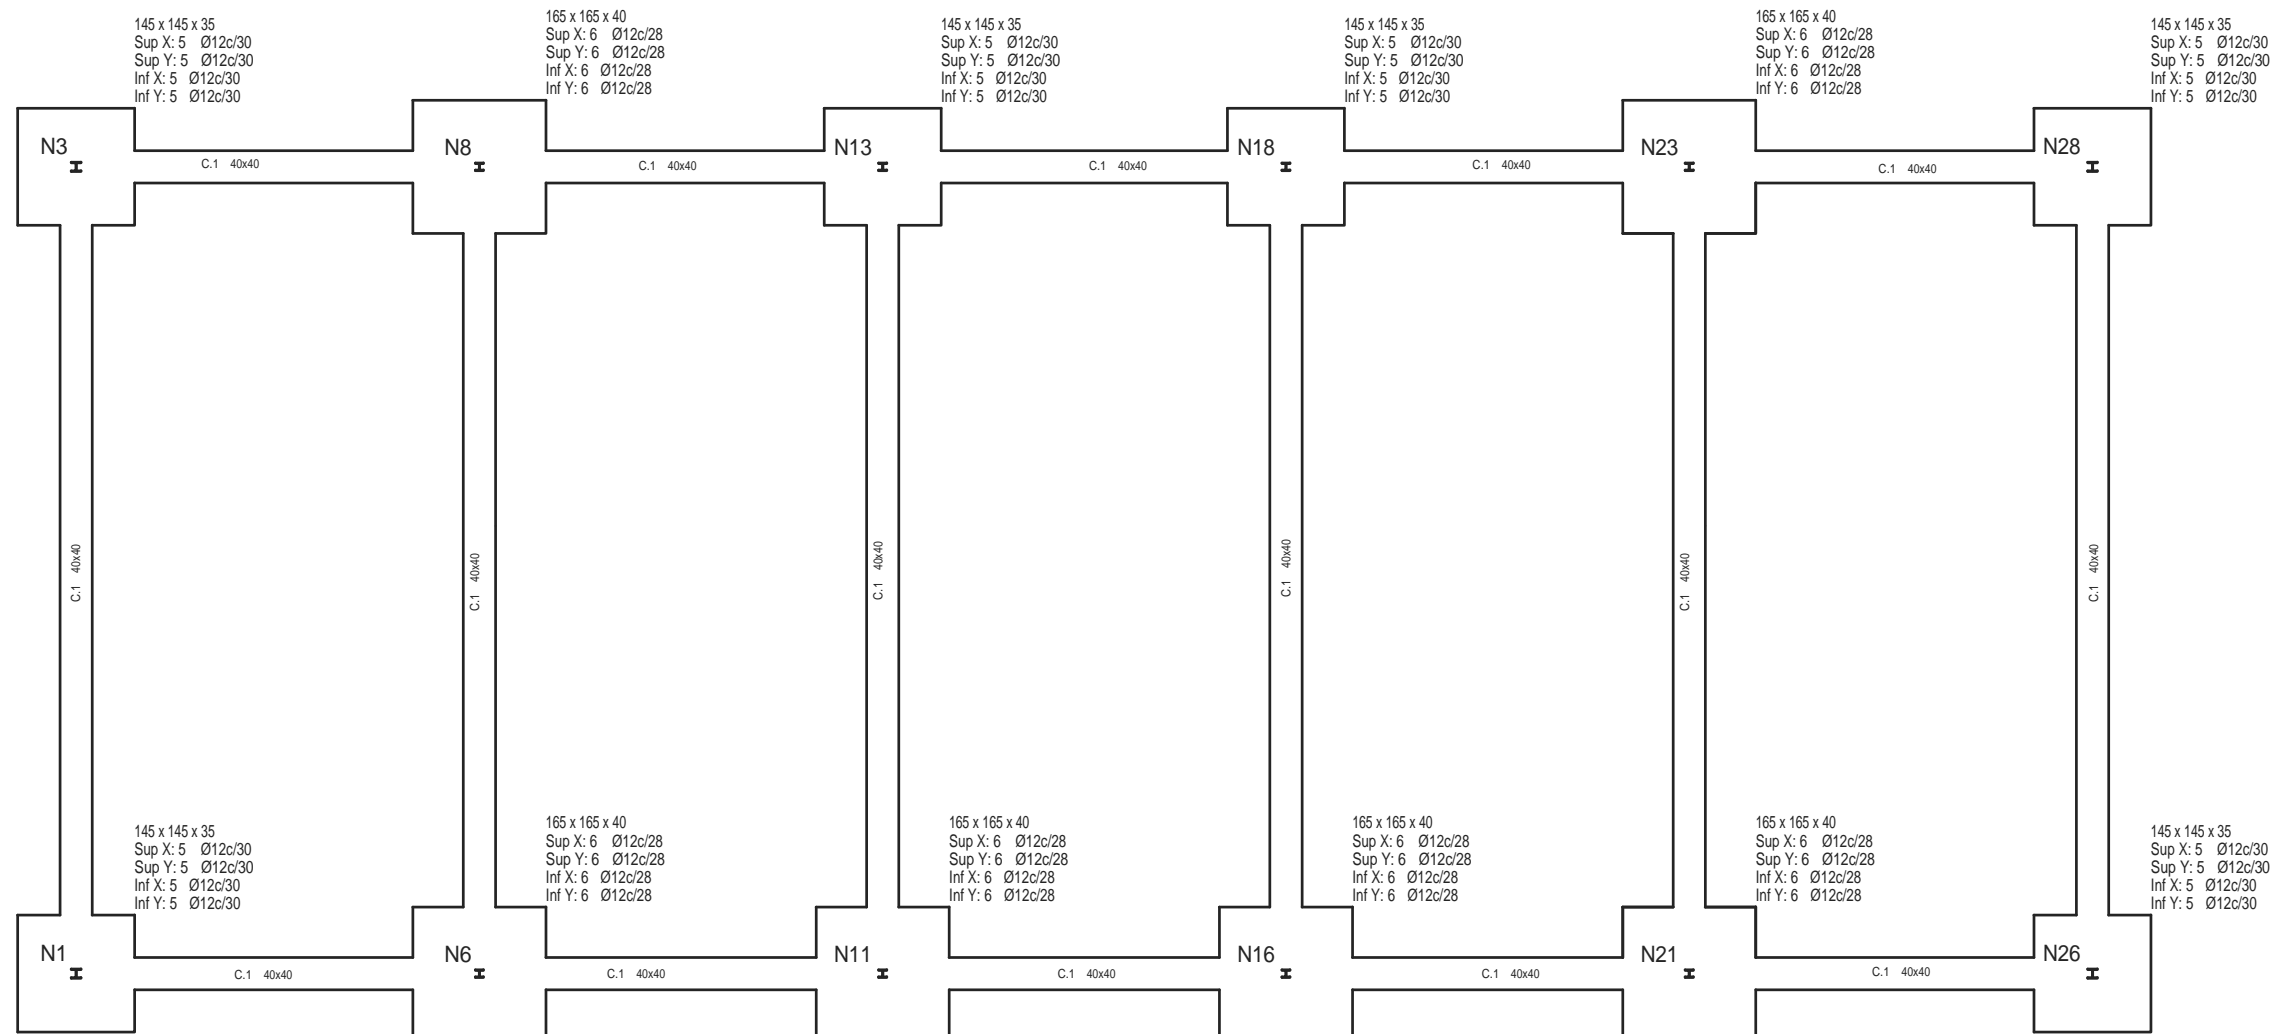 145 x 145 x 35
Sup X: 5 Ø12c/30
Sup Y: 5 Ø12c/30
Inf X: 5 Ø12c/30
Inf Y: 5 Ø12c/30
165 x 165 x 40
Sup X: 6 Ø12c/28
Sup Y: 6 Ø12c/28
Inf X: 6 Ø12c/28
Inf Y: 6 Ø12c/28
145 x 145 x 35
Sup X: 5 Ø12c/30
Sup Y: 5 Ø12c/30
Inf X: 5 Ø12c/30
Inf Y: 5 Ø12c/30
145 x 145 x 35
Sup X: 5 Ø12c/30
Sup Y: 5 Ø12c/30
Inf X: 5 Ø12c/30
Inf Y: 5 Ø12c/30
165 x 165 x 40
Sup X: 6 Ø12c/28
Sup Y: 6 Ø12c/28
Inf X: 6 Ø12c/28
Inf Y: 6 Ø12c/28
145 x 145 x 35
Sup X: 5 Ø12c/30
Sup Y: 5 Ø12c/30
Inf X: 5 Ø12c/30
Inf Y: 5 Ø12c/30
N3
N8
N13
N18
N23
N28
C.1 40x40
C.1 40x40
C.1 40x40
C.1 40x40
C.1 40x40
C.1 40x40
C.1 40x40
C.1 40x40
C.1 40x40
C.1 40x40
C.1 40x40
145 x 145 x 35
Sup X: 5 Ø12c/30
Sup Y: 5 Ø12c/30
Inf X: 5 Ø12c/30
Inf Y: 5 Ø12c/30
165 x 165 x 40
Sup X: 6 Ø12c/28
Sup Y: 6 Ø12c/28
Inf X: 6 Ø12c/28
Inf Y: 6 Ø12c/28
165 x 165 x 40
Sup X: 6 Ø12c/28
Sup Y: 6 Ø12c/28
Inf X: 6 Ø12c/28
Inf Y: 6 Ø12c/28
165 x 165 x 40
Sup X: 6 Ø12c/28
Sup Y: 6 Ø12c/28
Inf X: 6 Ø12c/28
Inf Y: 6 Ø12c/28
165 x 165 x 40
Sup X: 6 Ø12c/28
Sup Y: 6 Ø12c/28
Inf X: 6 Ø12c/28
Inf Y: 6 Ø12c/28
145 x 145 x 35
Sup X: 5 Ø12c/30
Sup Y: 5 Ø12c/30
Inf X: 5 Ø12c/30
Inf Y: 5 Ø12c/30
N1
N6
N11
N16
N21
N26
C.1 40x40
C.1 40x40
C.1 40x40
C.1 40x40
C.1 40x40